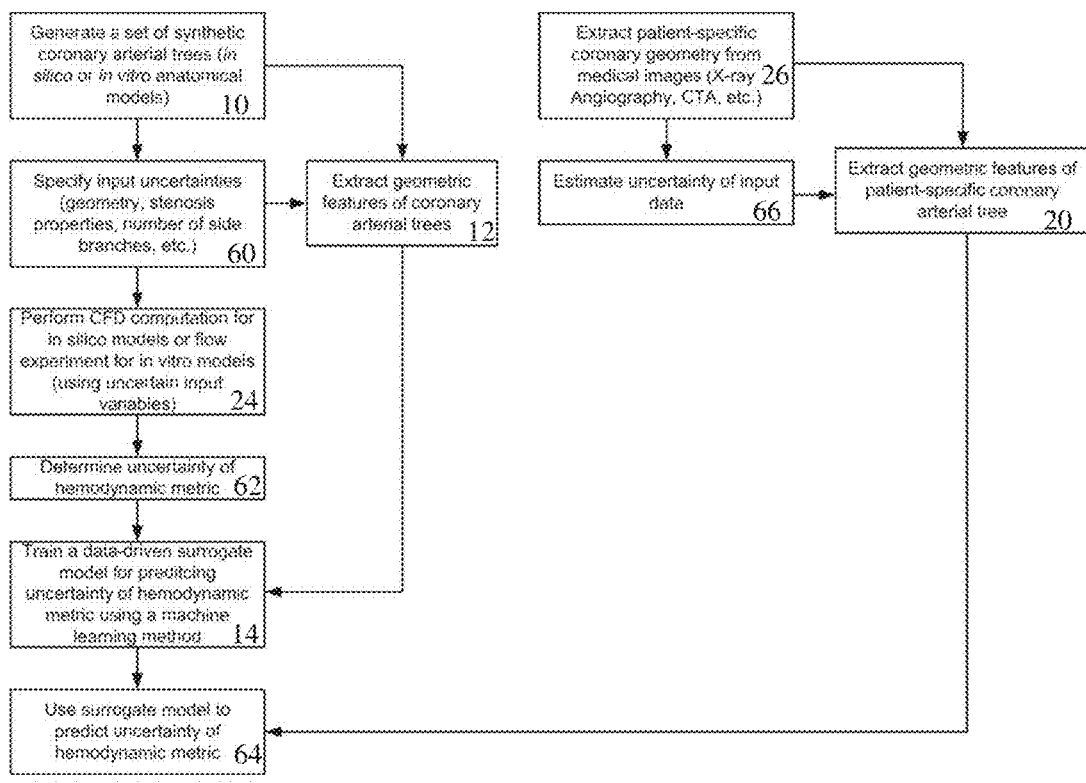 Generate a set of synthetic
coronary arterial trees (in
silico or in vitro anatomical
models)
10
Specify input uncertainties
(geometry, stenosis
properties, number of side
branches, etc.)
60
Perform CFD computation for
in silico models or flow
experiment for in vitro models
(using uncertain input
variables)
24
Determine uncertainty of
hemodynamic metric
62
Train a data-driven surrogate
model for preditcing
uncertainty of hemodynamic
metric using a machine
learning method
14
Use surrogate model to
predict uncertainty of
hemodynamic metric
64
Extract geometric
features of coronary
arterial trees
12
Extract patient-specific
coronary geometry from
medical images (X-ray
Angiography, CTA, etc.)
26
Estimate uncertainty of input
data
66
Extract geometric features of
patient-specific coronary
arterial tree
20